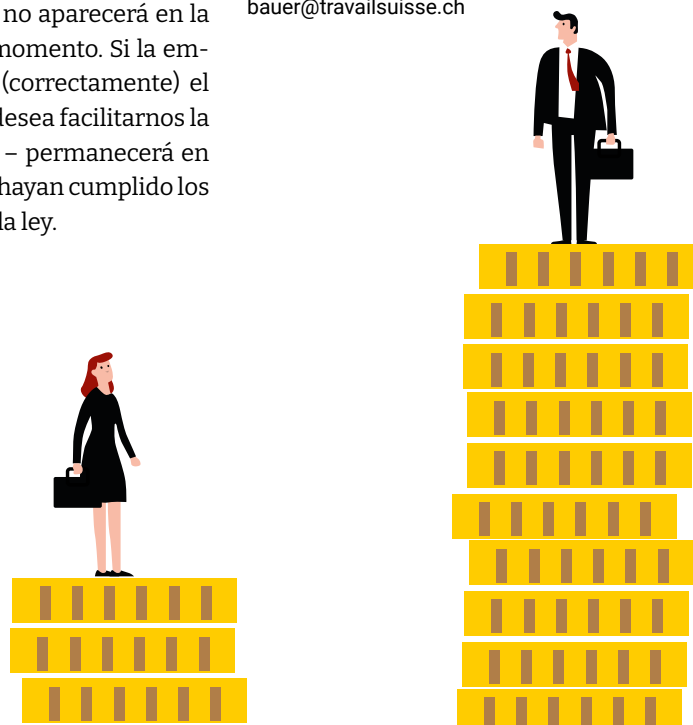 no aparecerá en la
momento. Si la em-
(correctamente) el
desea facilitarnos la
– permanecerá en
hayan cumplido los
la ley.
bauer@travailsuisse.ch